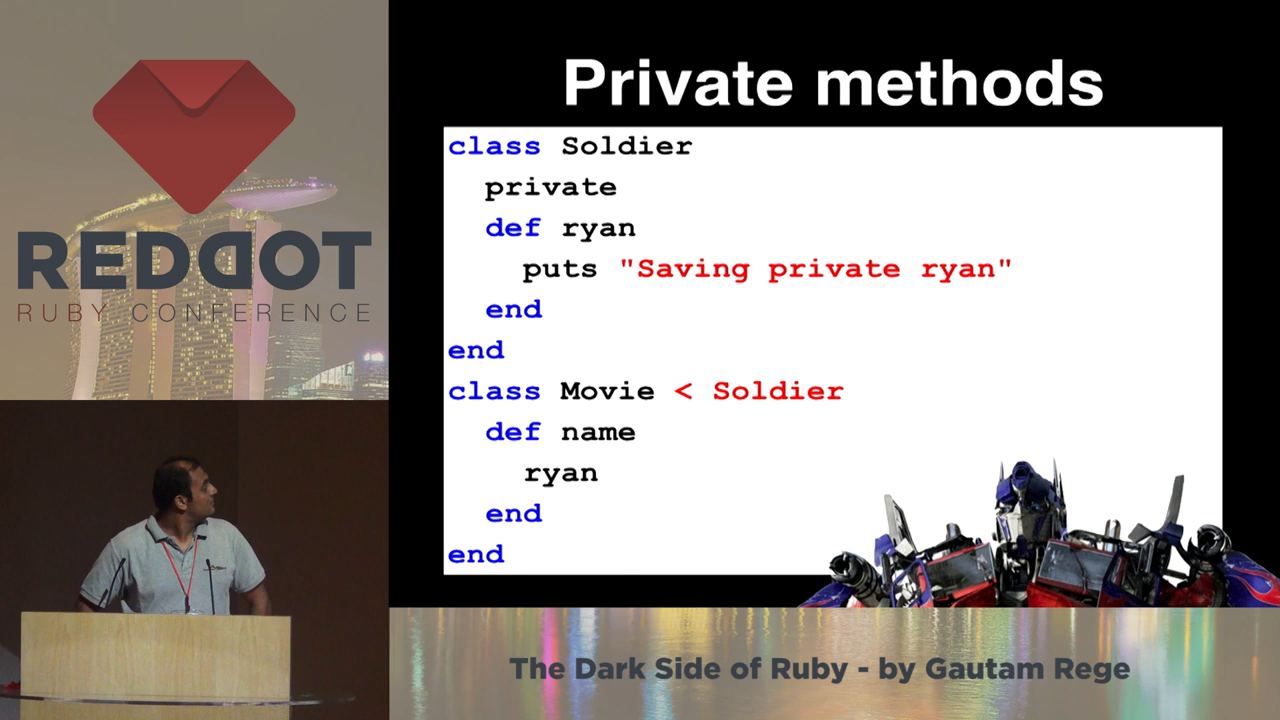 REDDOT
RUBY CONFERENCE
Private methods
class Soldier
  private
  def ryan
    puts "Saving private ryan"
  end
end
class Movie < Soldier
  def name
    ryan
  end
end
The Dark Side of Ruby - by Gautam Rege